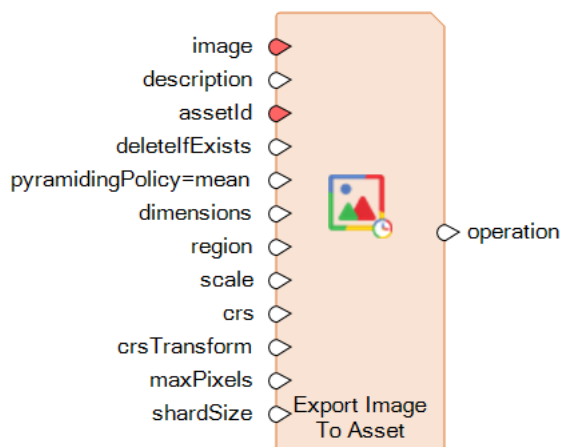 image
description
assetId
deleteIfExists
pyramidingPolicy=mean
dimensions
region
scale
crs
crsTransform
maxPixels
shardSize
operation
Export Image
To Asset